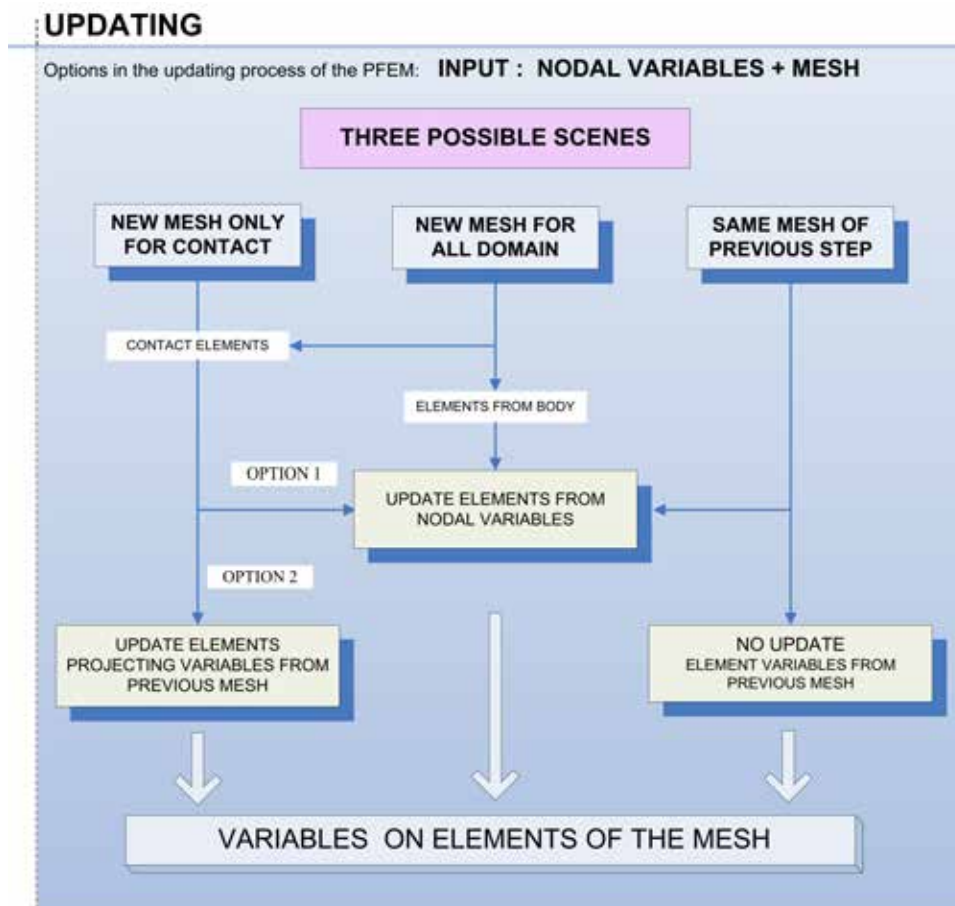 UPDATING
Options in the updating process of the PFEM: INPUT : NODAL VARIABLES + MESH
THREE POSSIBLE SCENES
NEW MESH ONLY
FOR CONTACT
NEW MESH FOR
ALL DOMAIN
SAME MESH OF
PREVIOUS STEP
CONTACT ELEMENTS
ELEMENTS FROM BODY
OPTION 1
UPDATE ELEMENTS FROM
NODAL VARIABLES
OPTION 2
UPDATE ELEMENTS
PROJECTING VARIABLES FROM
PREVIOUS MESH
NO UPDATE
ELEMENT VARIABLES FROM
PREVIOUS MESH
VARIABLES ON ELEMENTS OF THE MESH